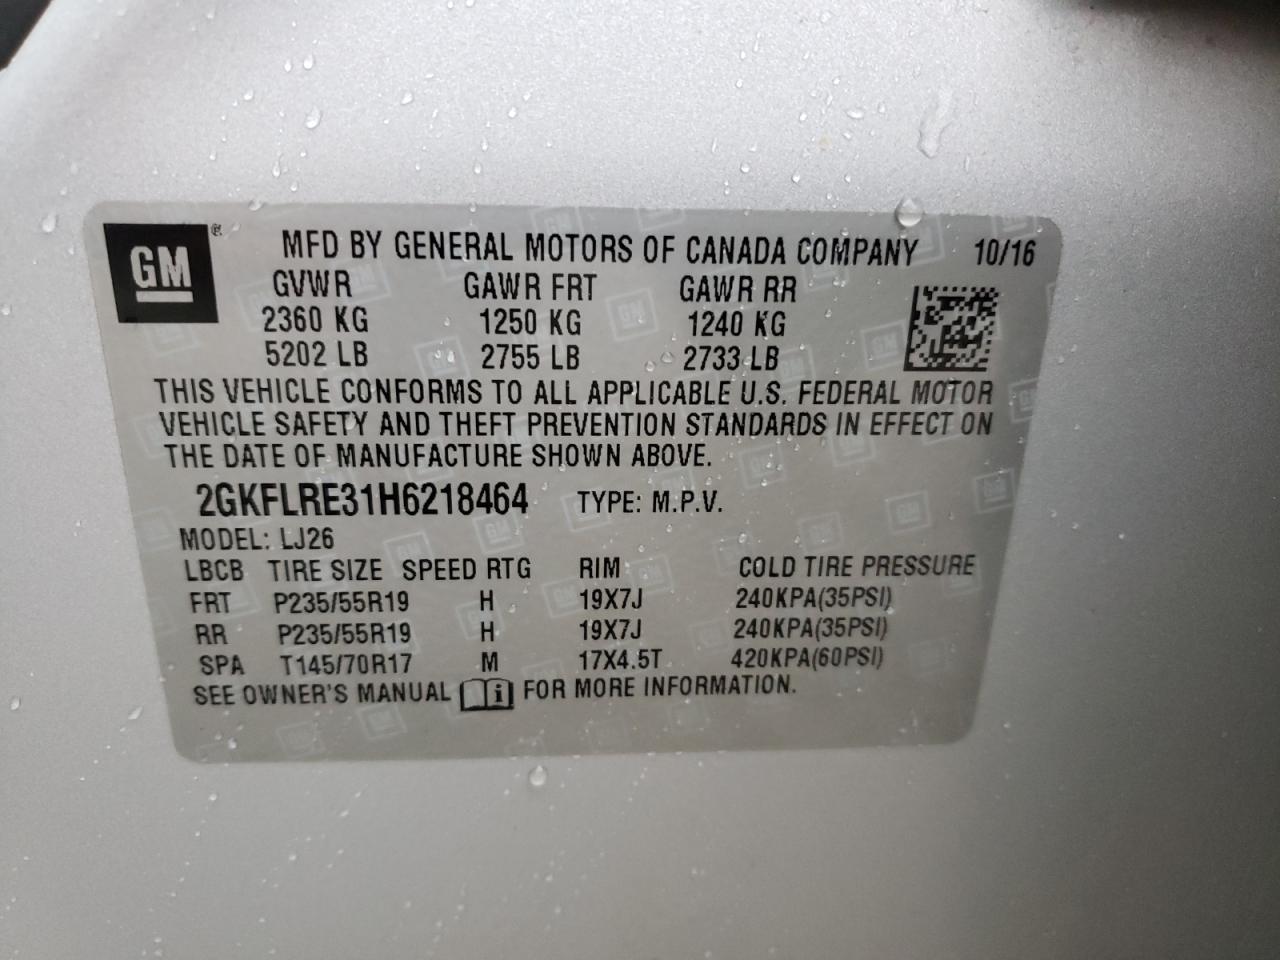 GM
MFD BY GENERAL MOTORS OF CANADA COMPANY 10/16
GVWR GAWR FRT GAWR RR
2360 KG 1250 KG 1240 KG
5202 LB 2755 LB 2733 LB
THIS VEHICLE CONFORMS TO ALL APPLICABLE U.S. FEDERAL MOTOR
VEHICLE SAFETY AND THEFT PREVENTION STANDARDS IN EFFECT ON
THE DATE OF MANUFACTURE SHOWN ABOVE.
2GKFLRE31H6218464 TYPE: M.P.V.
MODEL: LJ26
LBCB TIRE SIZE SPEED RTG RIM COLD TIRE PRESSURE
FRT P235/55R19 H 19X7J 240KPA(35PSI)
RR P235/55R19 H 19X7J 240KPA(35PSI)
SPA T145/70R17 M 17X4.5T 420KPA(60PSI)
SEE OWNER'S MANUAL i FOR MORE INFORMATION.